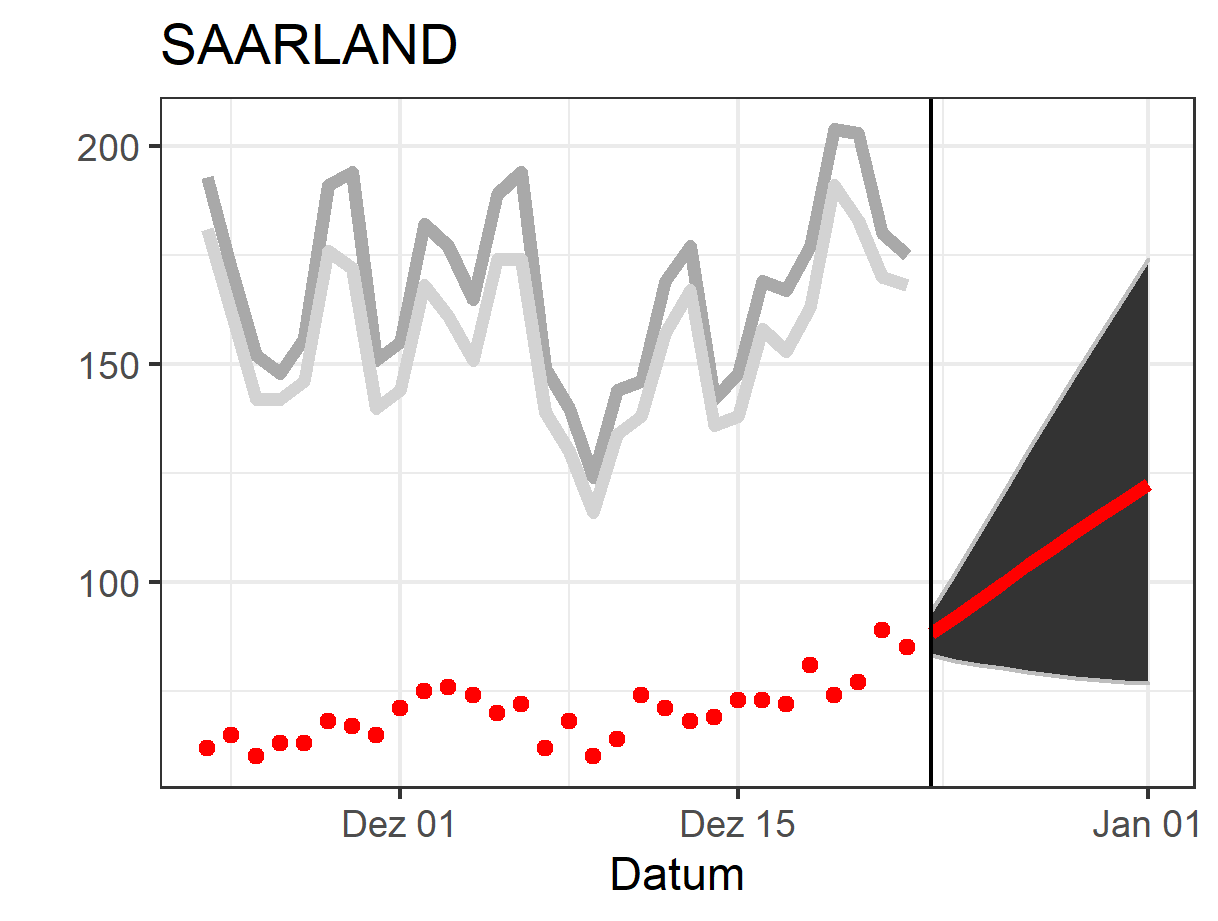 SAARLAND
200
150
100
Dez 01
Dez 15
Jan 01
Datum